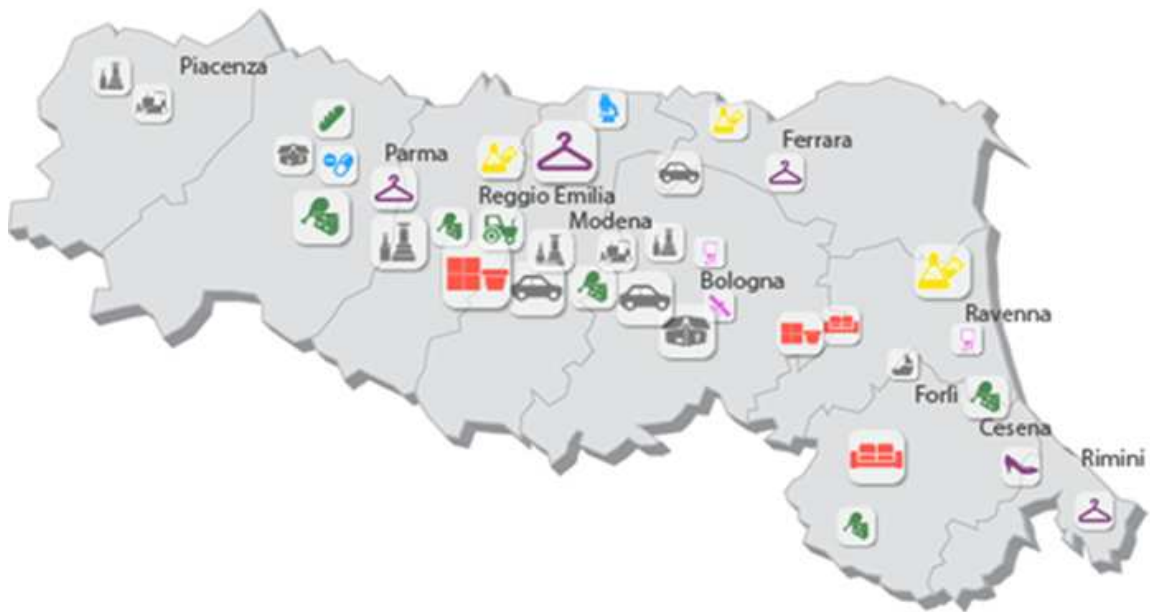 Piacenza
Parma
Ferrara
Reggio Emilia
Modena
Bologna
Ravenna
Forlì
Cesena
Rimini